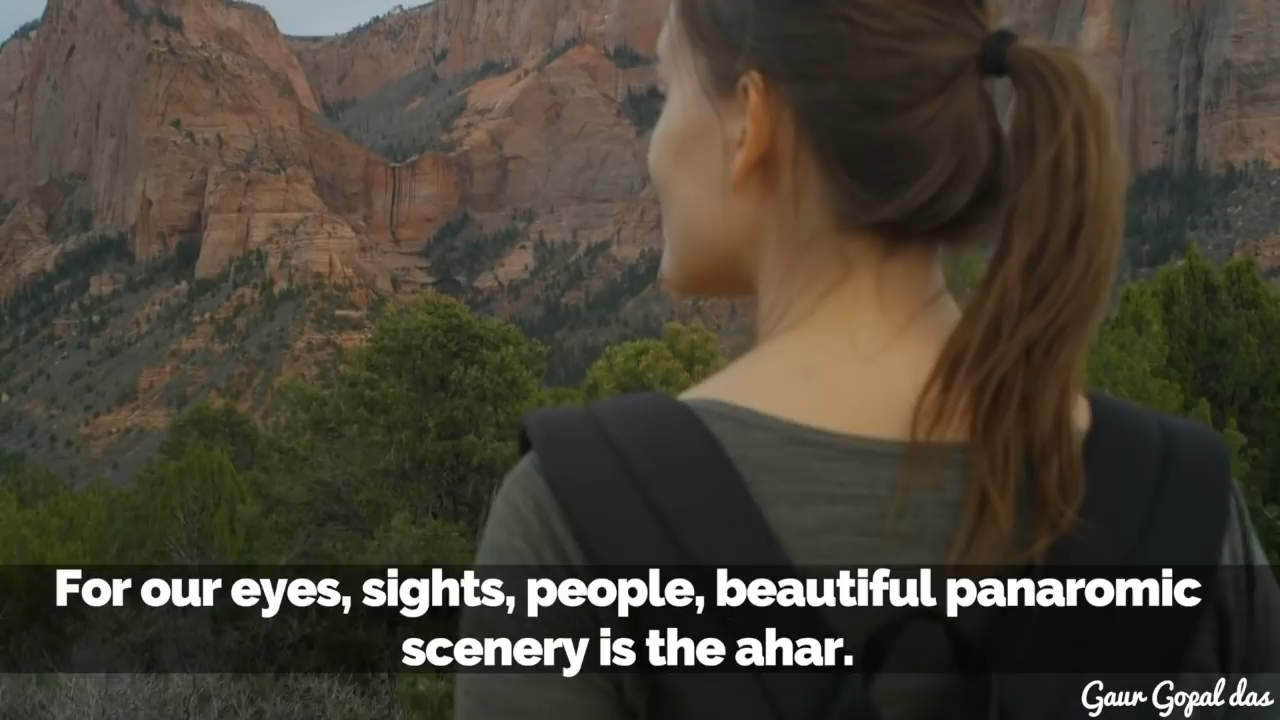 For our eyes, sights, people, beautiful panaromic
scenery is the ahar.
Gaur Gopal das